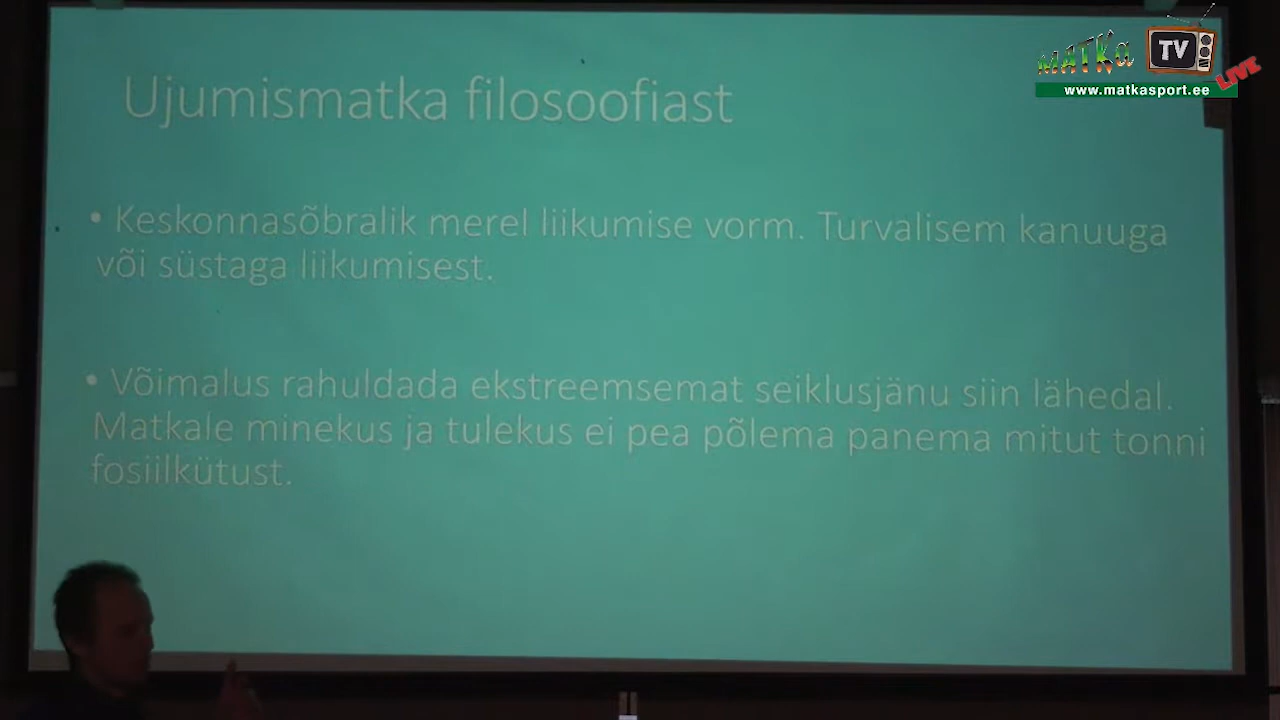 MATKa TV LIVE
www.matkasport.ee
Ujumismatka filosoofiast
• Keskonnasõbralik merel liikumise vorm. Turvalisem kanuuga
või süstaga liikumisest.
• Võimalus rahuldada ekstreemsemat seiklusjänu siin lähedal.
Matkale minekus ja tulekus ei pea põlema panema mitut tonni
fosiilkütust.